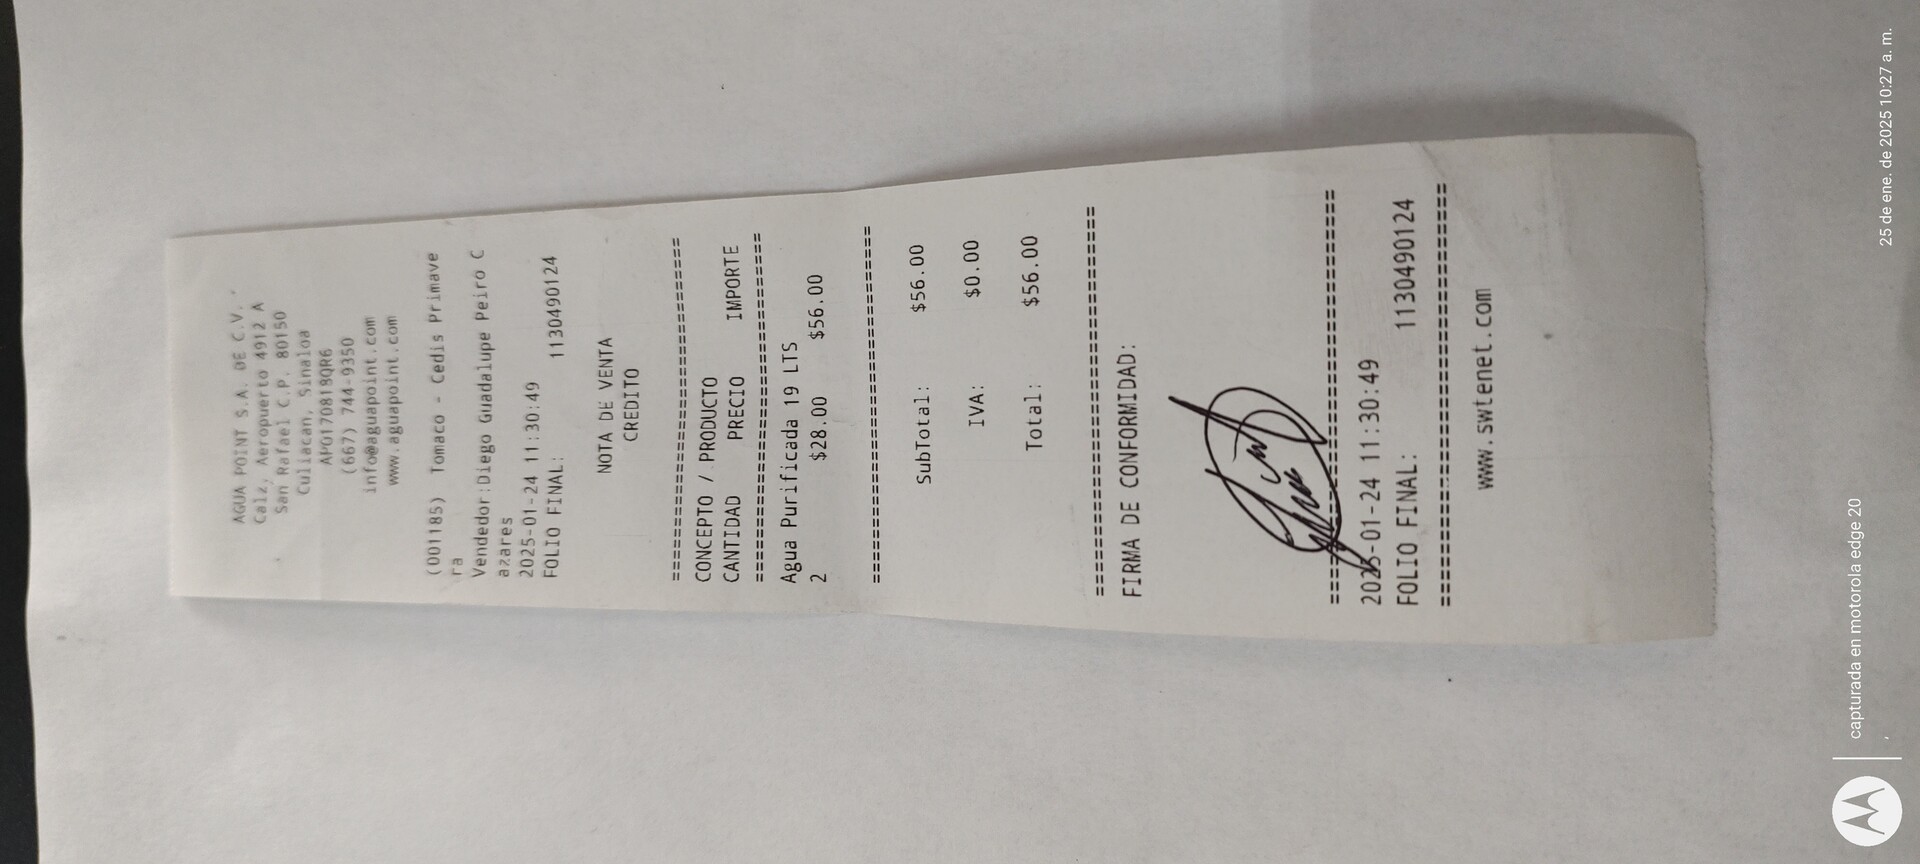 AGUA POINT S.A. DE C.V.
Calz, Aeropuerto 4912 A
San Rafael C.P. 80150
Culiacan, Sinaloa
APO170818QR6
(667) 744-9350
info@aguapoint.com
www.aguapoint.com
(001185) Tomaco - Cedis Primave
ra
Vendedor:Diego Guadalupe Peiro C
azares
2025-01-24 11:30:49
FOLIO FINAL: 1130490124
NOTA DE VENTA
CREDITO
================================
CONCEPTO / PRODUCTO
CANTIDAD PRECIO IMPORTE
================================
Agua Purificada 19 LTS
2 $28.00 $56.00
================================
SubTotal: $56.00
IVA: $0.00
Total: $56.00
================================
FIRMA DE CONFORMIDAD:
================================
2025-01-24 11:30:49
FOLIO FINAL: 1130490124
================================
www.swtenet.com
capturada en motorola edge 20
25 de ene. de 2025 10:27 a. m.